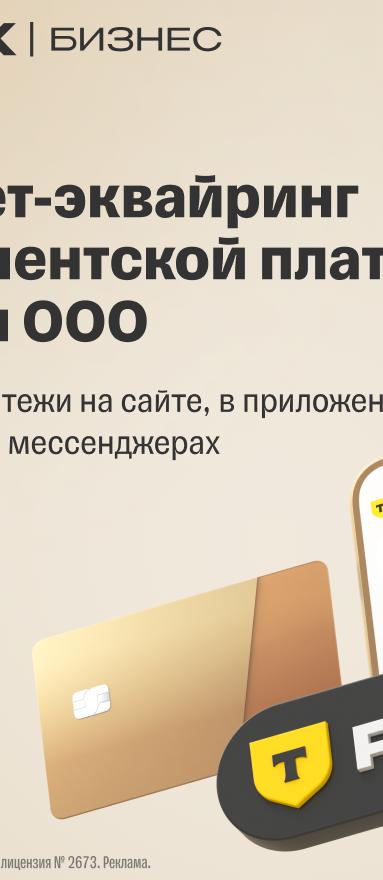 К | БИЗНЕС
ет-эквайринг
иентской плат
и ООО
тежи на сайте, в приложен
мессенджерах
Т
Т
лицензия № 2673. Реклама.